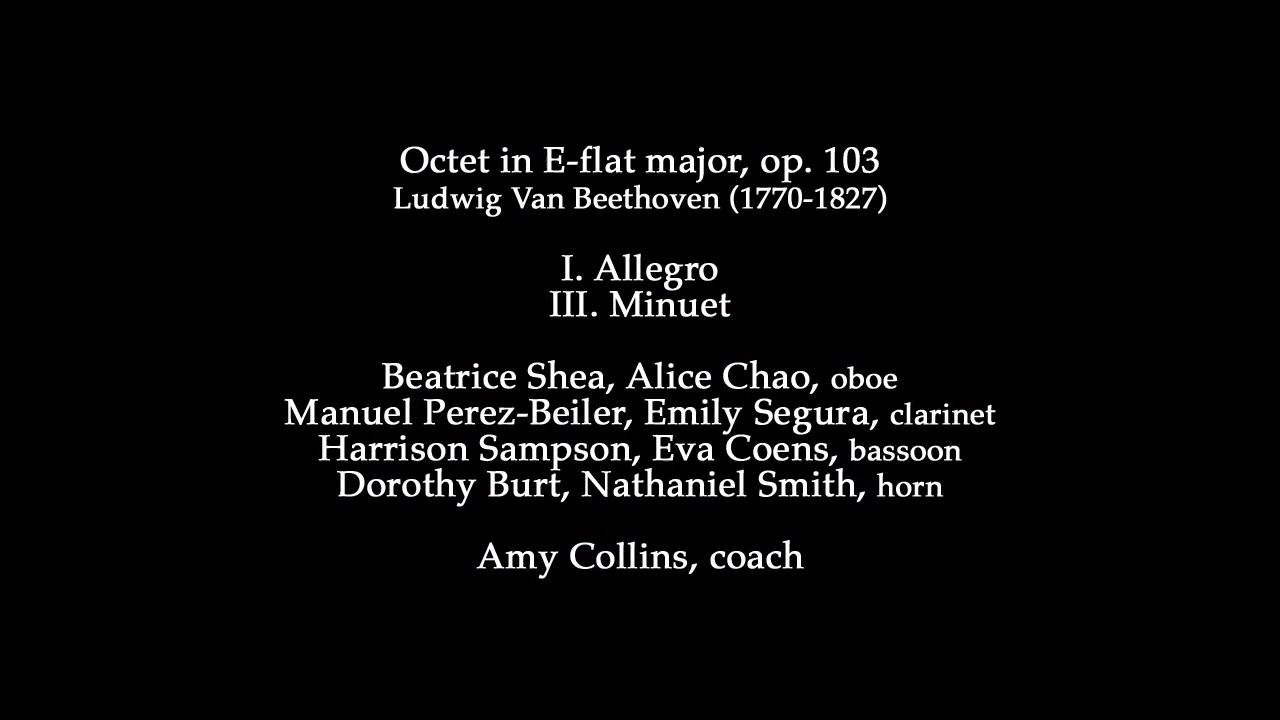 Octet in E-flat major, op. 103
Ludwig Van Beethoven (1770-1827)
I. Allegro
III. Minuet
Beatrice Shea, Alice Chao, oboe
Manuel Perez-Beiler, Emily Segura, clarinet
Harrison Sampson, Eva Coens, bassoon
Dorothy Burt, Nathaniel Smith, horn
Amy Collins, coach